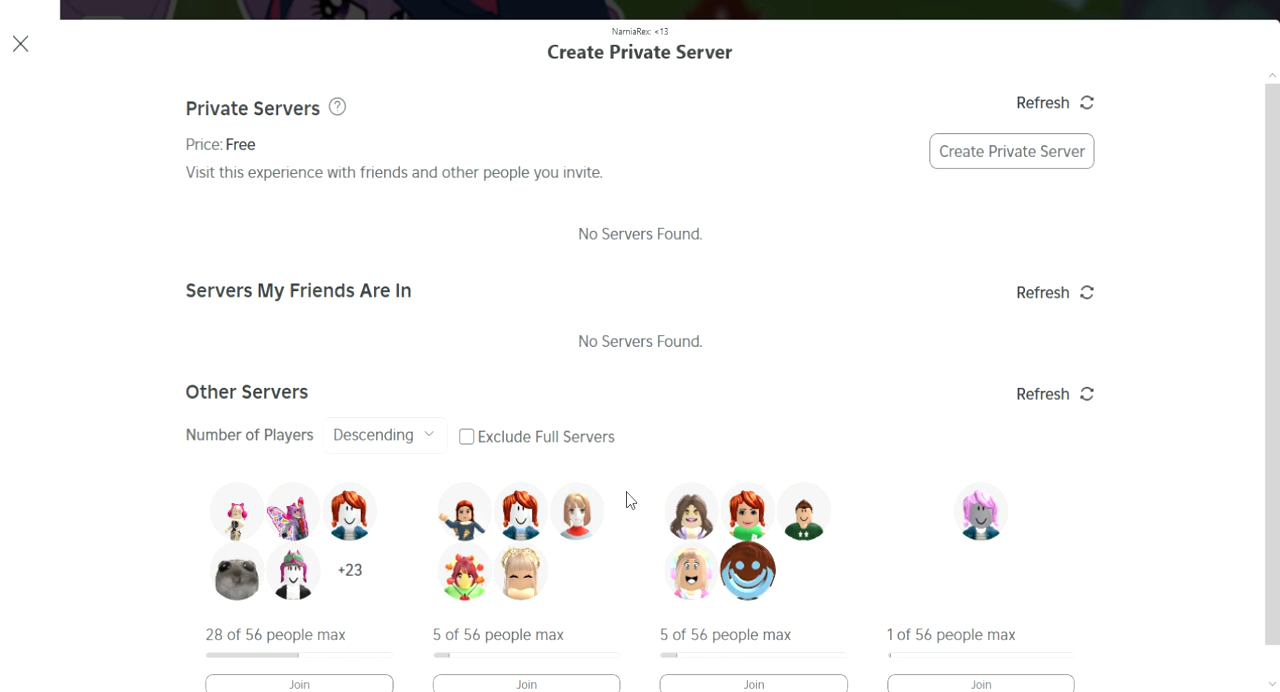 NarniaRex: <13
Create Private Server
Private Servers ?
Refresh
Price: Free
Create Private Server
Visit this experience with friends and other people you invite.
No Servers Found.
Servers My Friends Are In
Refresh
No Servers Found.
Other Servers
Refresh
Number of Players Descending Exclude Full Servers
+23
28 of 56 people max
5 of 56 people max
5 of 56 people max
1 of 56 people max
Join
Join
Join
Join